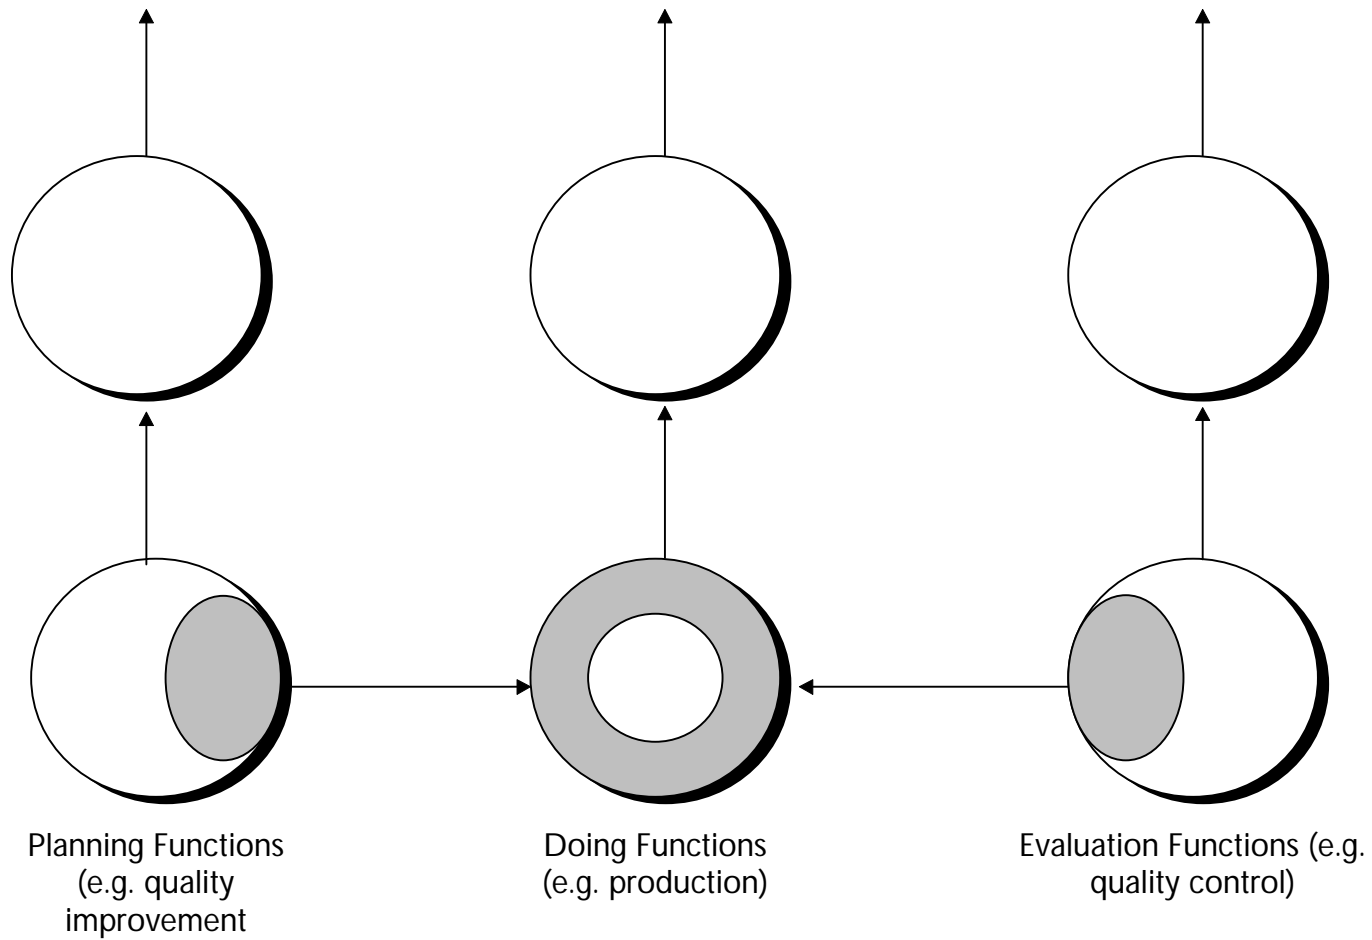 Planning Functions
(e.g. quality
improvement
Doing Functions
(e.g. production)
Evaluation Functions (e.g.
quality control)